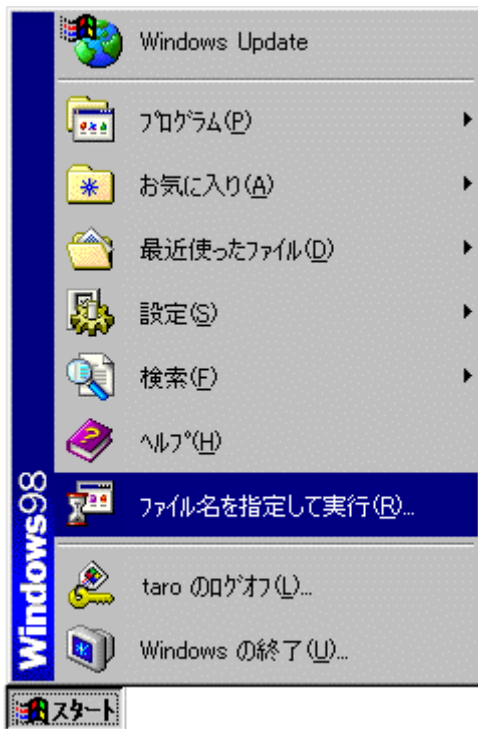 Windows Update
ﾌﾟﾛｸﾞﾗﾑ(P)
お気に入り(A)
最近使ったﾌｧｲﾙ(D)
設定(S)
検索(F)
ﾍﾙﾌﾟ(H)
ﾌｧｲﾙ名を指定して実行(R)...
taro のﾛｸﾞｵﾌ(L)...
Windows の終了(U)...
Windows98
スタート